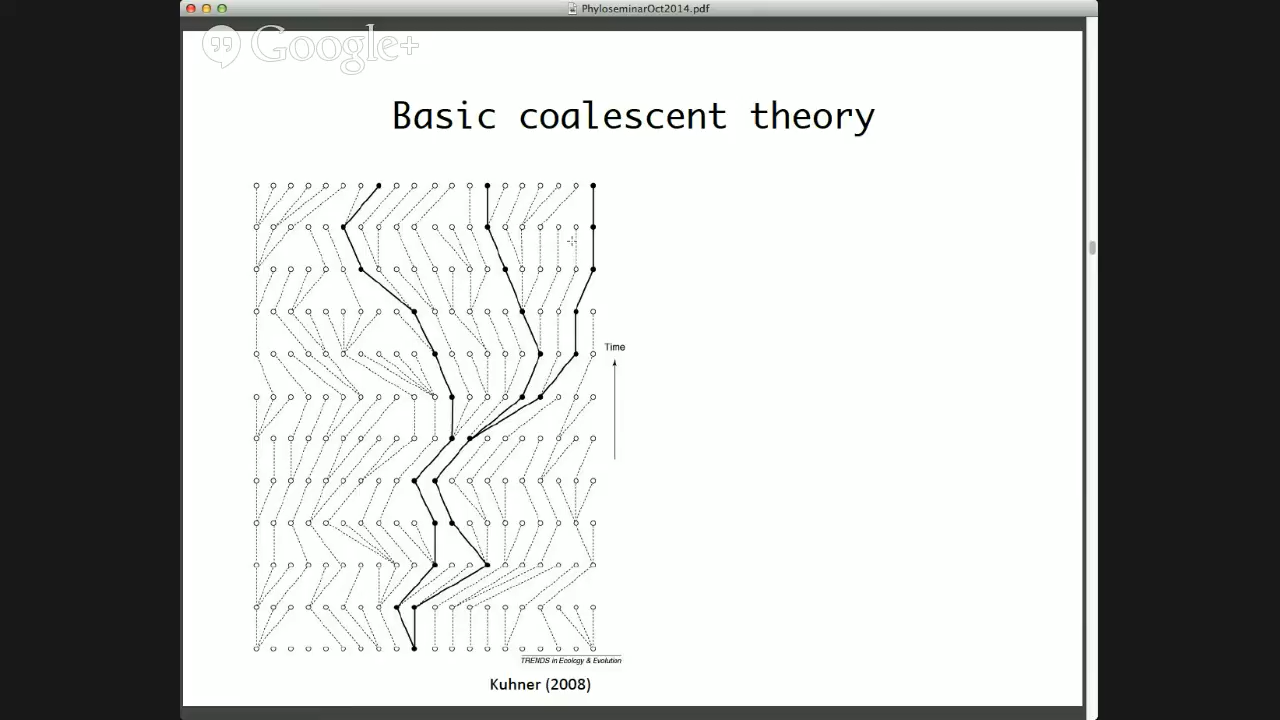 PhyloseminarOct2014.pdf
Google+
Basic coalescent theory
Time
TRENDS in Ecology & Evolution
Kuhner (2008)